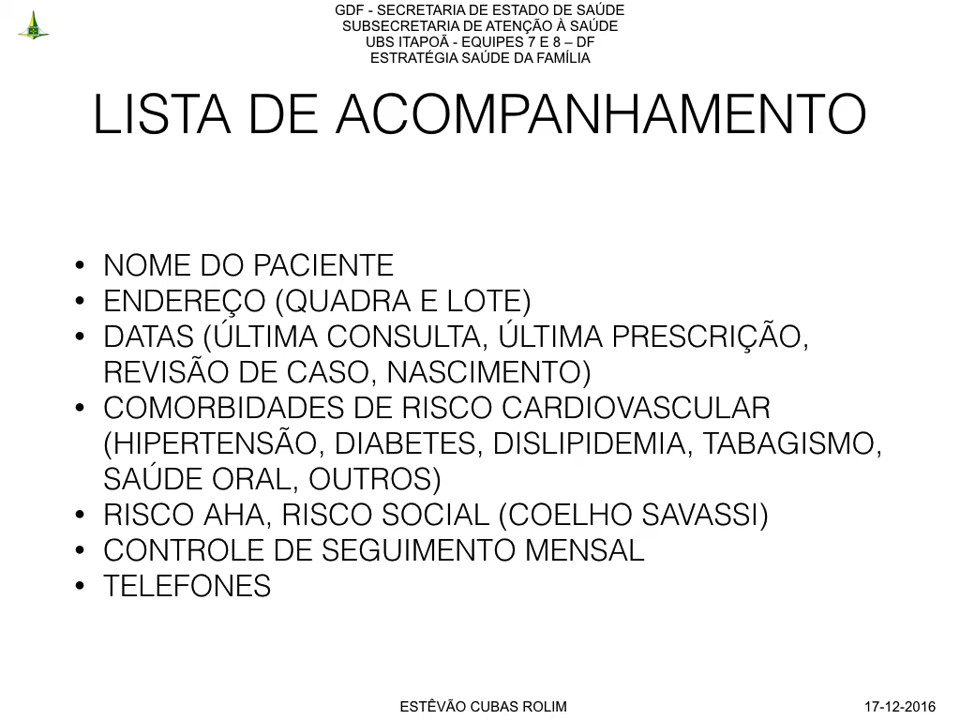 GDF - SECRETARIA DE ESTADO DE SAÚDE
SUBSECRETARIA DE ATENÇÃO À SAÚDE
UBS ITAPOÃ - EQUIPES 7 E 8 – DF
ESTRATÉGIA SAÚDE DA FAMÍLIA
LISTA DE ACOMPANHAMENTO
• NOME DO PACIENTE
• ENDEREÇO (QUADRA E LOTE)
• DATAS (ÚLTIMA CONSULTA, ÚLTIMA PRESCRIÇÃO,
REVISÃO DE CASO, NASCIMENTO)
• COMORBIDADES DE RISCO CARDIOVASCULAR
(HIPERTENSÃO, DIABETES, DISLIPIDEMIA, TABAGISMO,
SAÚDE ORAL, OUTROS)
• RISCO AHA, RISCO SOCIAL (COELHO SAVASSI)
• CONTROLE DE SEGUIMENTO MENSAL
• TELEFONES
ESTÊVÃO CUBAS ROLIM
17-12-2016